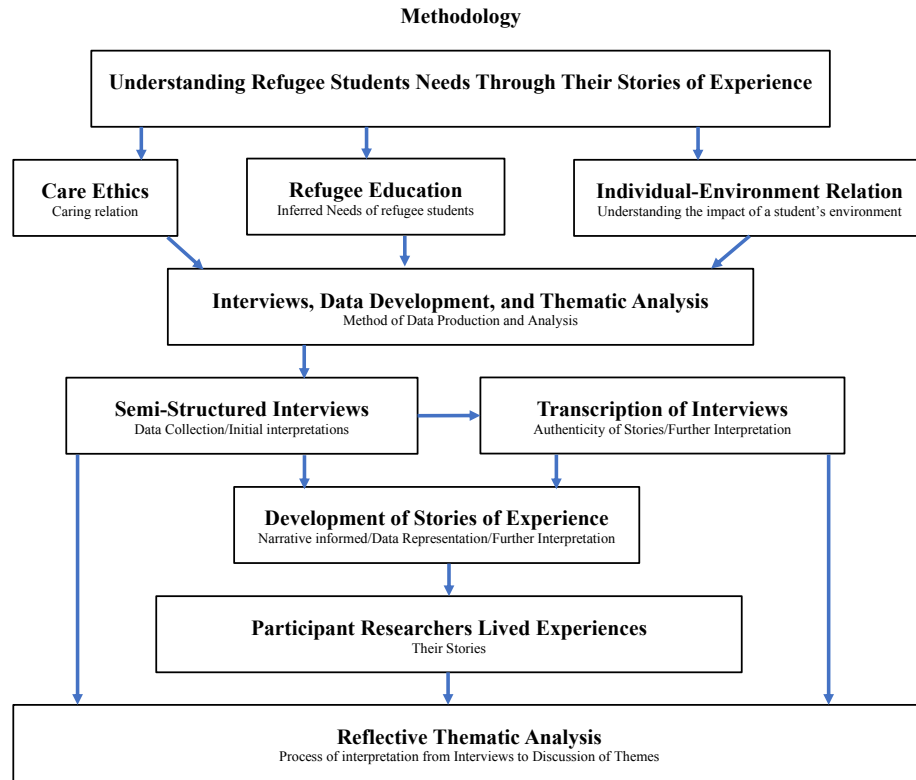 Methodology
Understanding Refugee Students Needs Through Their Stories of Experience
Care Ethics
Caring relation
Refugee Education
Inferred Needs of refugee students
Individual-Environment Relation
Understanding the impact of a student’s environment
Interviews, Data Development, and Thematic Analysis
Method of Data Production and Analysis
Semi-Structured Interviews
Data Collection/Initial interpretations
Transcription of Interviews
Authenticity of Stories/Further Interpretation
Development of Stories of Experience
Narrative informed/Data Representation/Further Interpretation
Participant Researchers Lived Experiences
Their Stories
Reflective Thematic Analysis
Process of interpretation from Interviews to Discussion of Themes